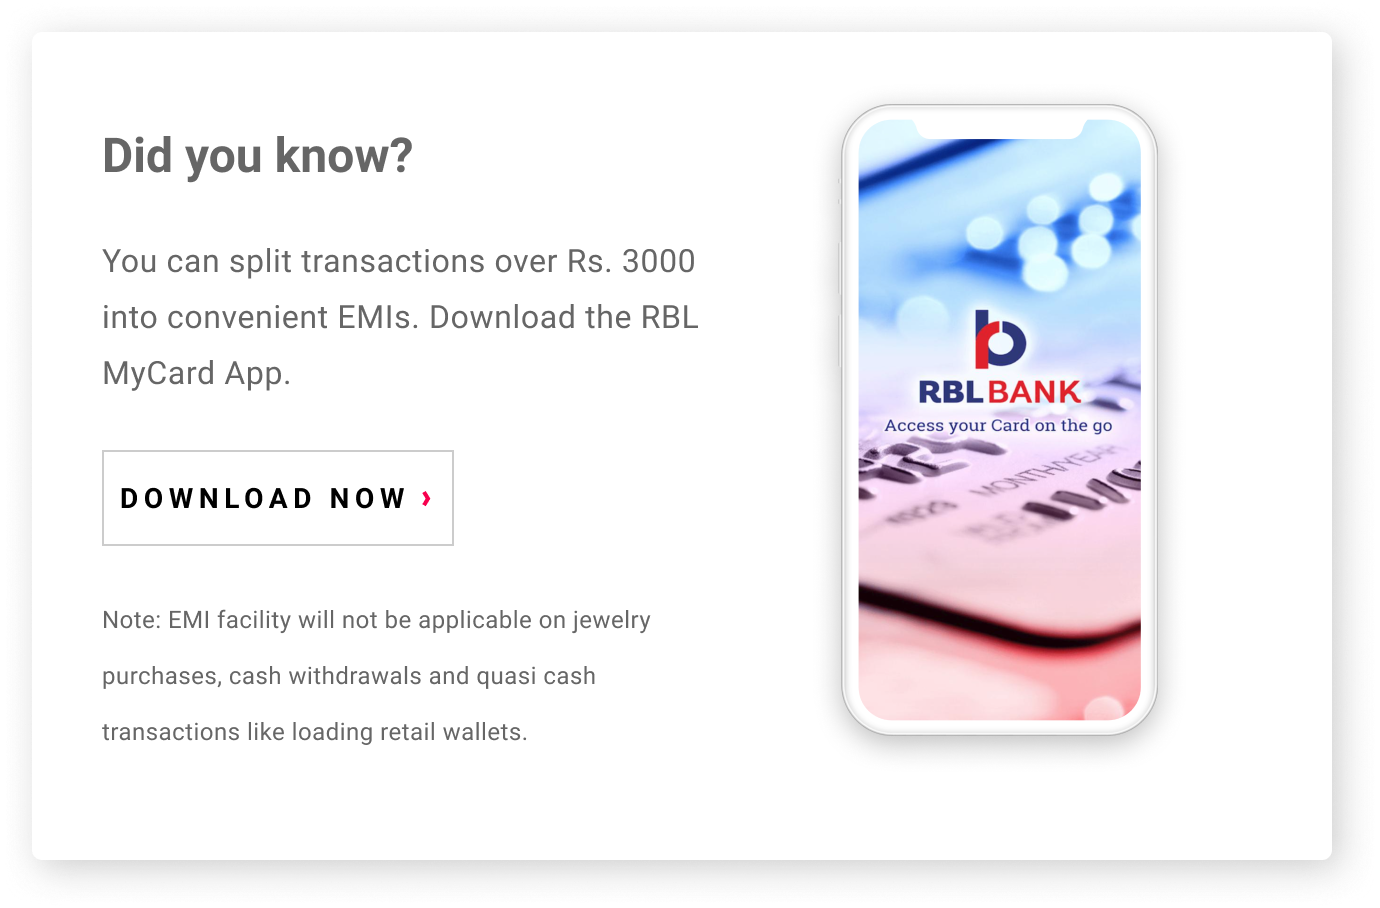 Did you know?
You can split transactions over Rs. 3000
into convenient EMIs. Download the RBL
MyCard App.
DOWNLOAD NOW ›
Note: EMI facility will not be applicable on jewelry
purchases, cash withdrawals and quasi cash
transactions like loading retail wallets.
RBL BANK
Access your Card on the go
MONTH/YEAR